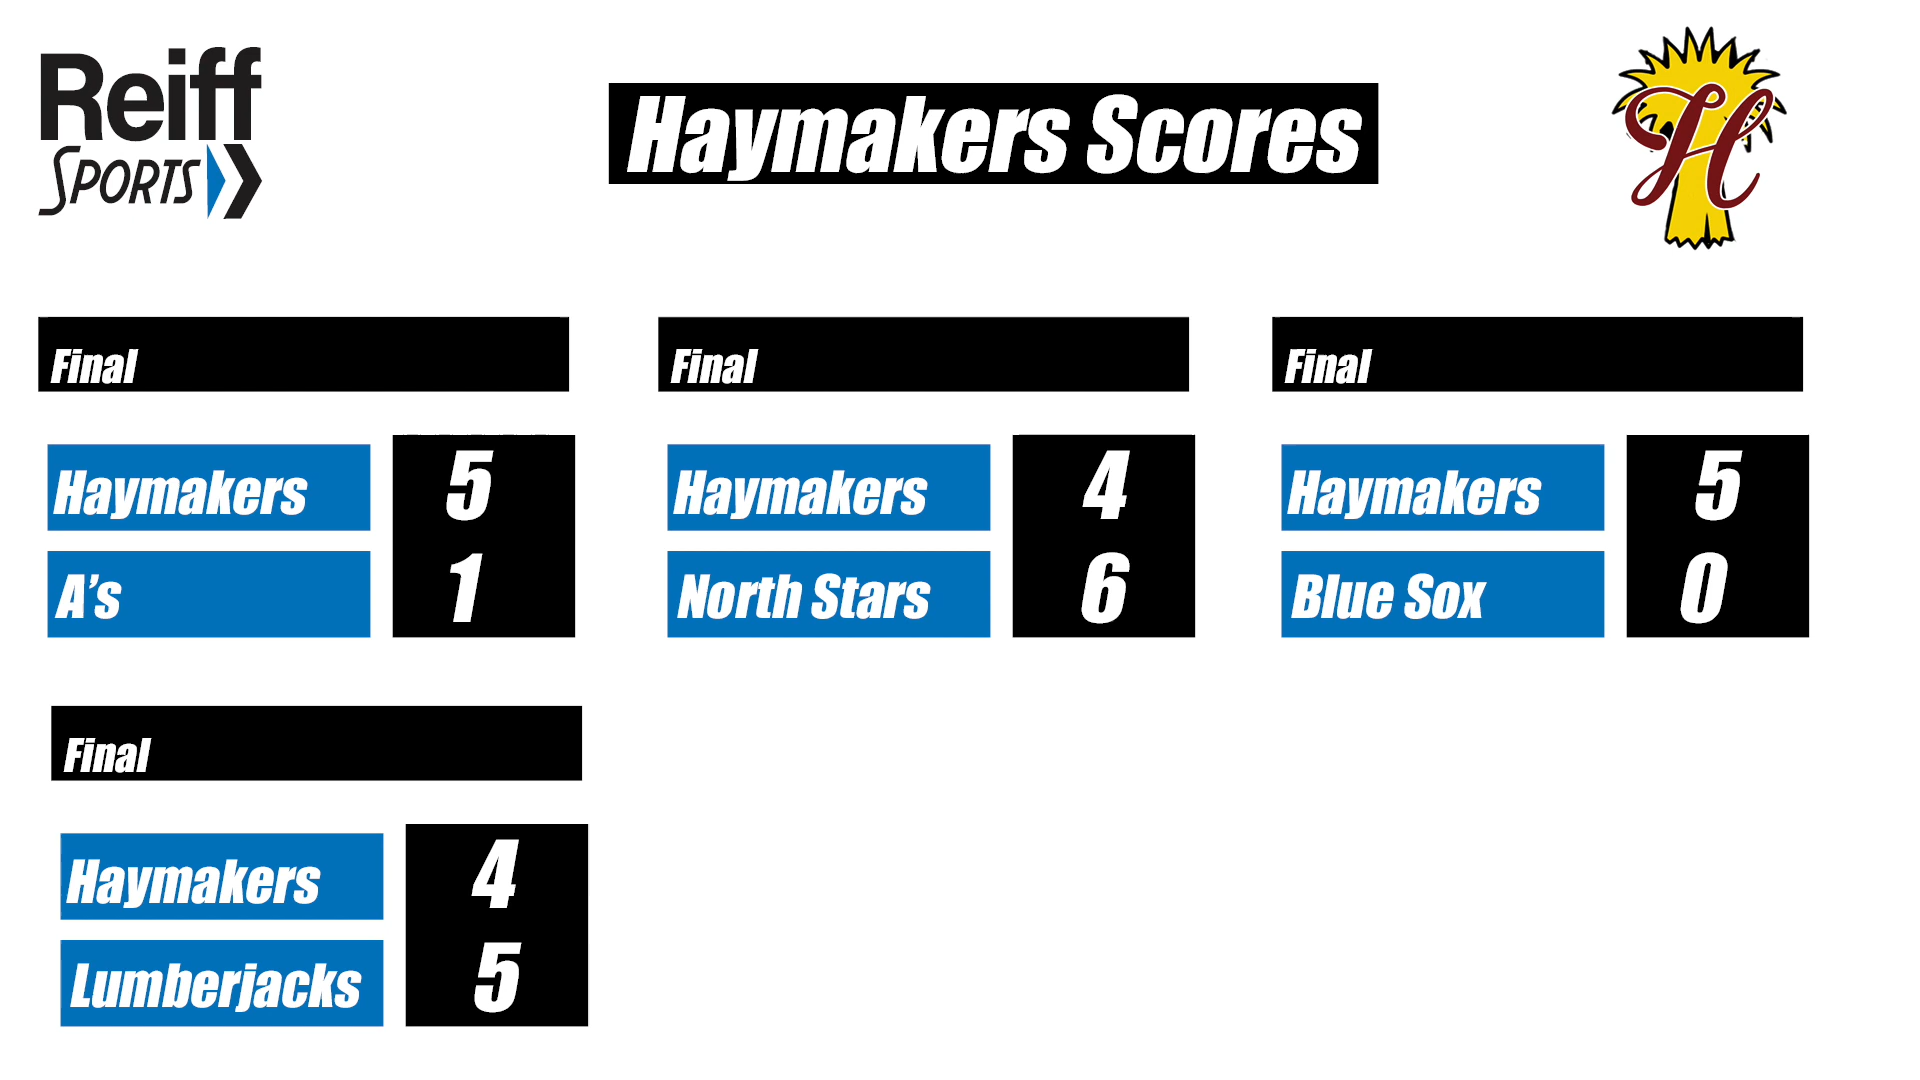 Reiff
SPORTS
Haymakers Scores
H
Final
Haymakers 5
A's 1
Final
Haymakers 4
North Stars 6
Final
Haymakers 5
Blue Sox 0
Final
Haymakers 4
Lumberjacks 5